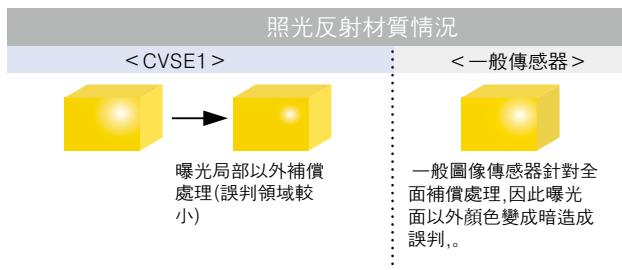 照光反射材質情況
＜CVSE1＞
＜一般傳感器＞
曝光局部以外補償
處理(誤判領域較
小)
一般圖像傳感器針對全
面補償處理,因此曝光
面以外顏色變成暗造成
誤判,。